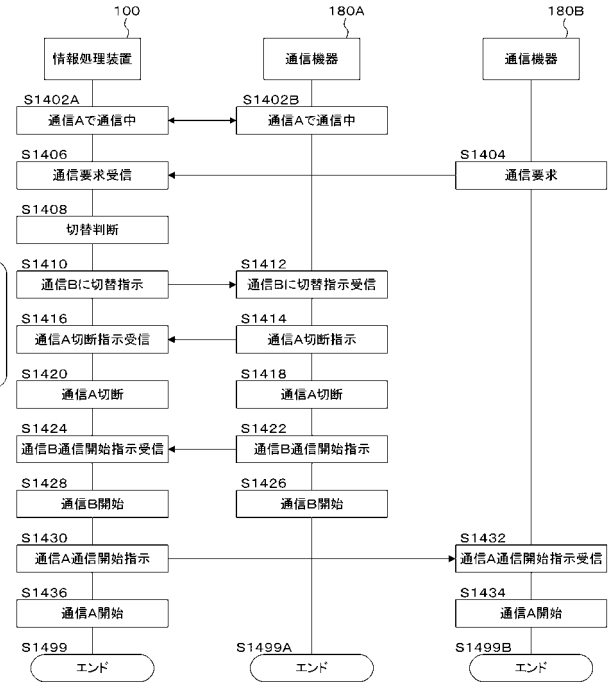 100 180A 180B
情報処理装置 通信機器 通信機器
S1402A S1402B
通信Aで通信中 通信Aで通信中
S1406 S1404
通信要求受信 通信要求
S1408
切替判断
S1410 S1412
通信Bに切替指示 通信Bに切替指示受信
S1416 S1414
通信A切断指示受信 通信A切断指示
S1420 S1418
通信A切断 通信A切断
S1424 S1422
通信B通信開始指示受信 通信B通信開始指示
S1428 S1426
通信B開始 通信B開始
S1430 S1432
通信A通信開始指示 通信A通信開始指示受信
S1436 S1434
通信A開始 通信A開始
S1499 S1499A S1499B
エンド エンド エンド